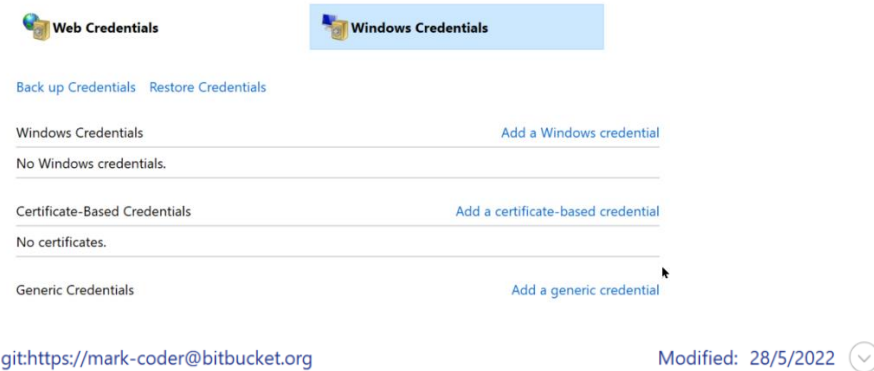 Web Credentials Windows Credentials
Back up Credentials Restore Credentials
Windows Credentials Add a Windows credential
No Windows credentials.
Certificate-Based Credentials Add a certificate-based credential
No certificates.
Generic Credentials Add a generic credential
git:https://mark-coder@bitbucket.org Modified: 28/5/2022